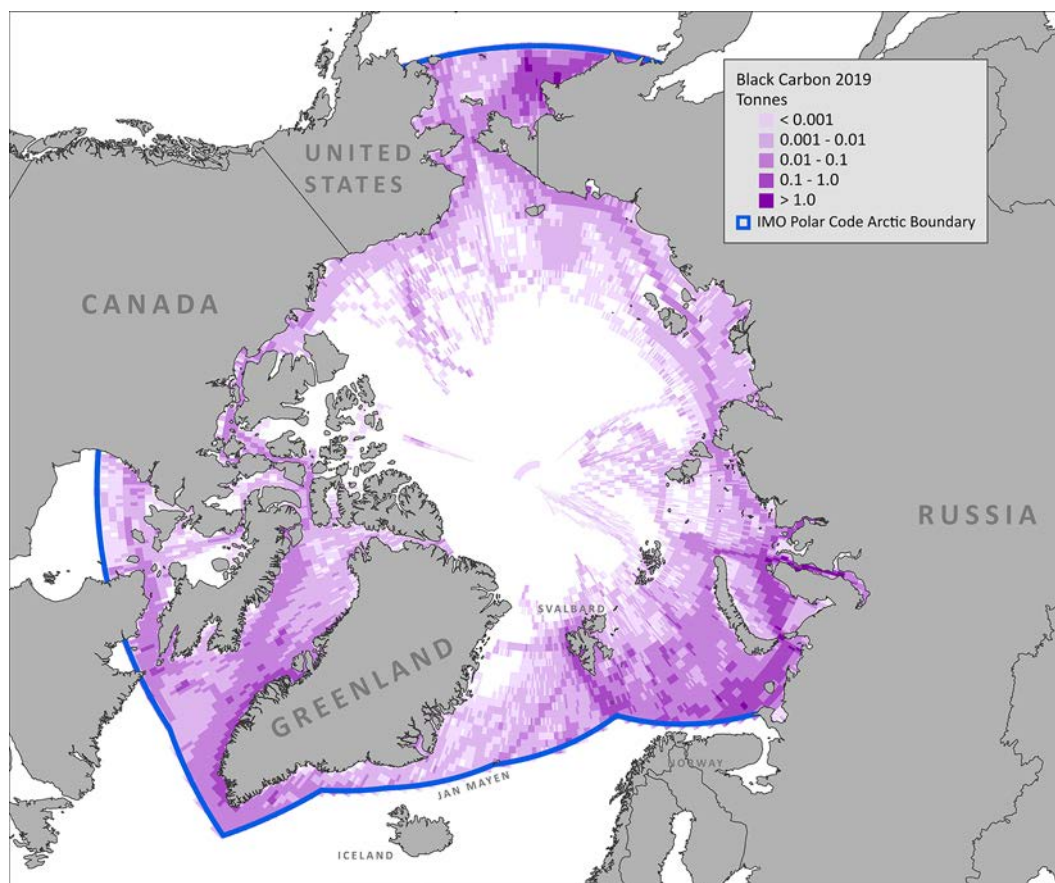 Black Carbon 2019
Tonnes
< 0.001
0.001 - 0.01
0.01 - 0.1
0.1 - 1.0
> 1.0
IMO Polar Code Arctic Boundary
UNITED
STATES
CANADA
RUSSIA
SVALBARD
GREENLAND
NORWAY
JAN MAYEN
ICELAND